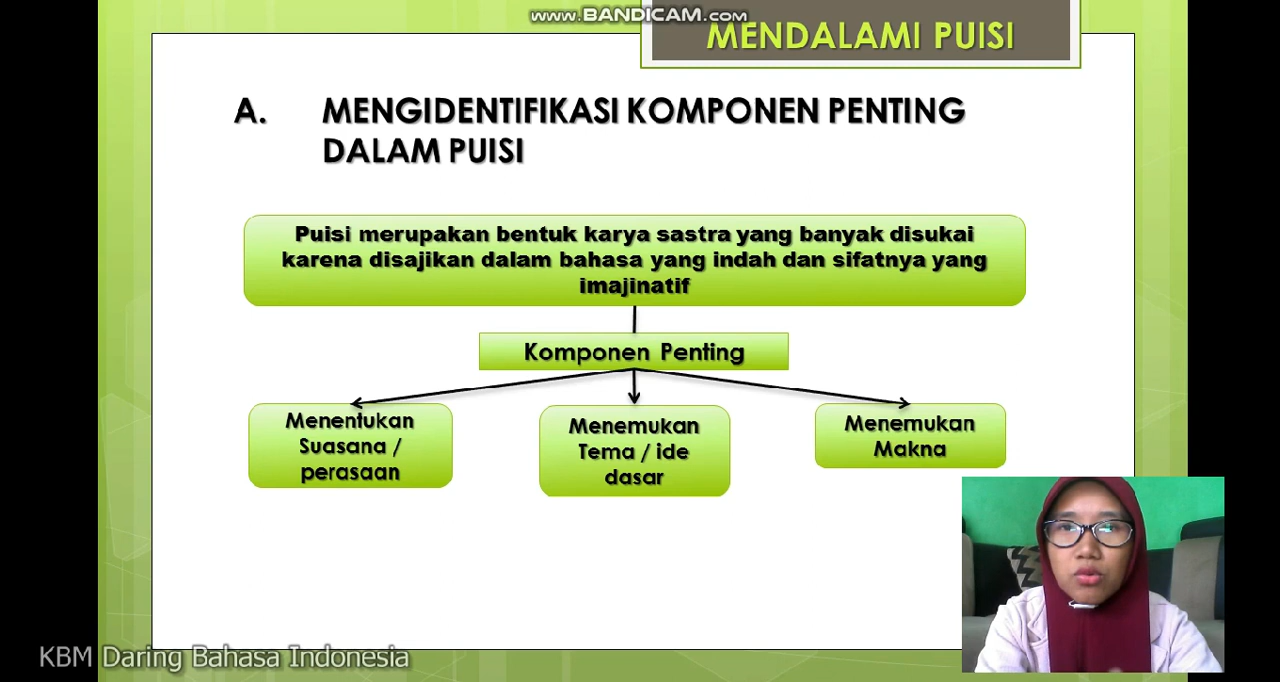 www.BANDICAM.com
MENDALAMI PUISI
A. MENGIDENTIFIKASI KOMPONEN PENTING
DALAM PUISI
Puisi merupakan bentuk karya sastra yang banyak disukai
karena disajikan dalam bahasa yang indah dan sifatnya yang
imajinatif
Komponen Penting
Menentukan
Suasana /
perasaan
Menemukan
Tema / ide
dasar
Menemukan
Makna
KBM Daring Bahasa Indonesia